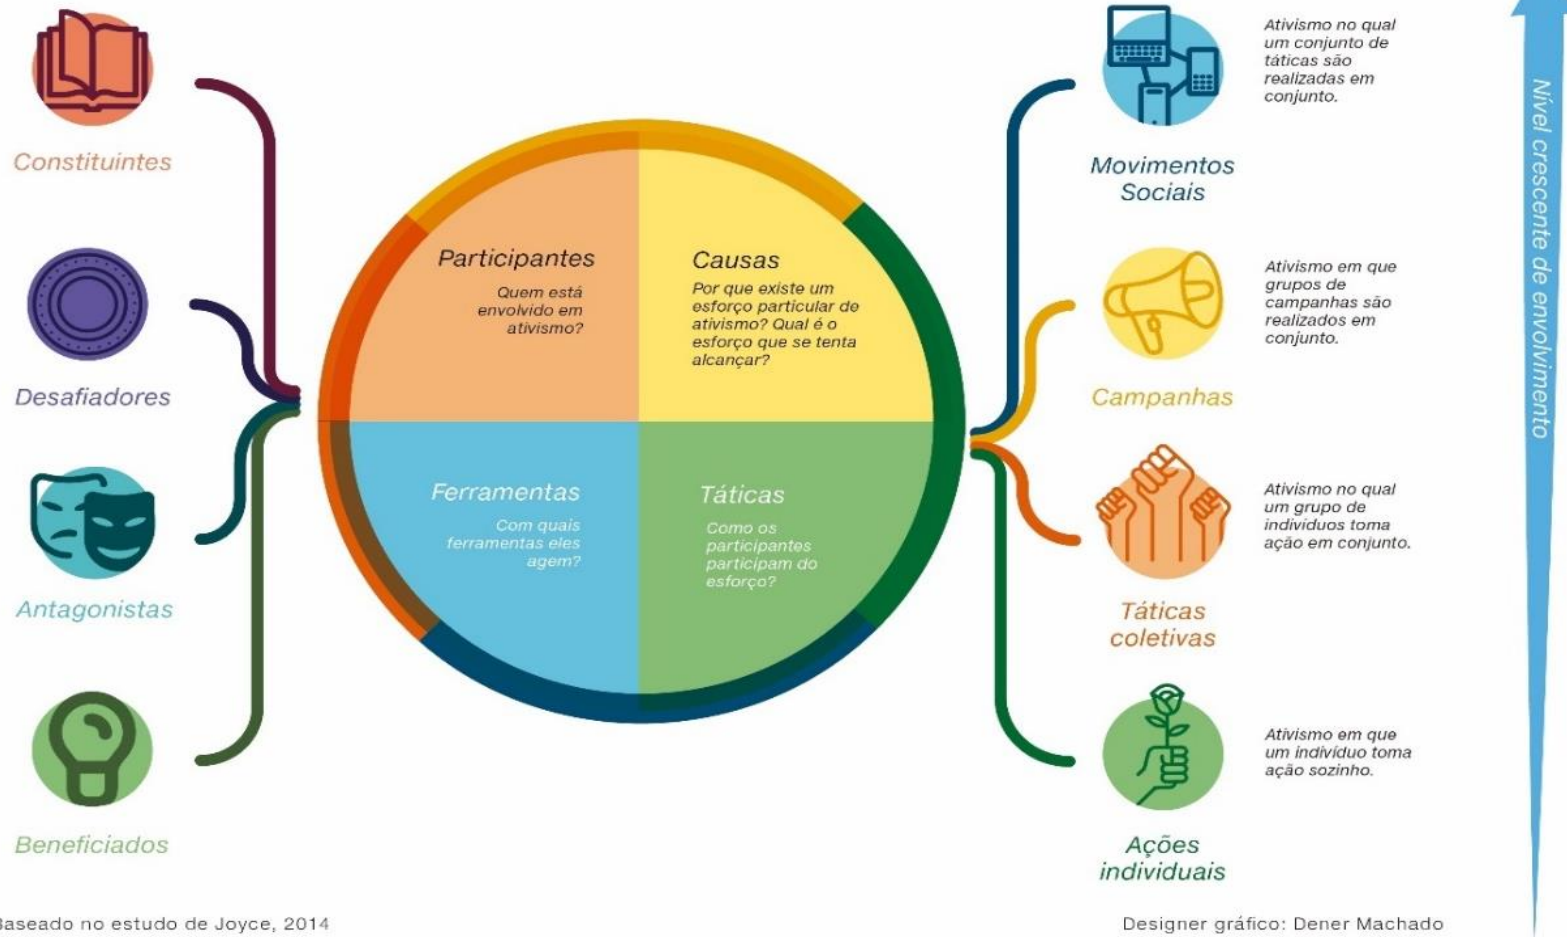 Constituintes
Desafiadores
Antagonistas
Beneficiados
Participantes
Quem está
envolvido em
ativismo?
Causas
Por que existe um
esforço particular de
ativismo? Qual é o
esforço que se tenta
alcançar?
Ferramentas
Com quais
ferramentas eles
agem?
Táticas
Como os
participantes
participam do
esforço?
Movimentos
Sociais
Ativismo no qual
um conjunto de
táticas são
realizadas em
conjunto.
Campanhas
Ativismo em que
grupos de
campanhas são
realizados em
conjunto.
Táticas
coletivas
Ativismo no qual
um grupo de
indivíduos toma
ação em conjunto.
Ações
individuais
Ativismo em que
um indivíduo toma
ação sozinho.
Nível crescente de envolvimento
Baseado no estudo de Joyce, 2014
Designer gráfico: Dener Machado